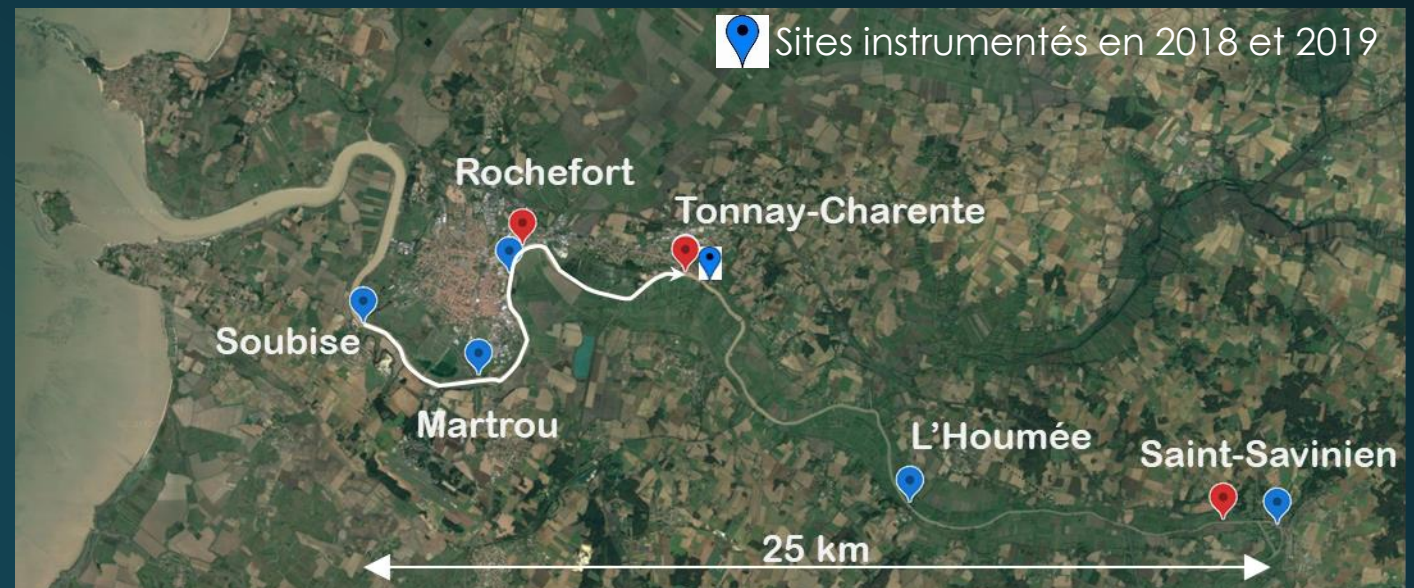 Sites instrumentés en 2018 et 2019
Rochefort
Tonnay-Charente
Soubise
Martrou
L'Houmée
Saint-Savinien
25 km